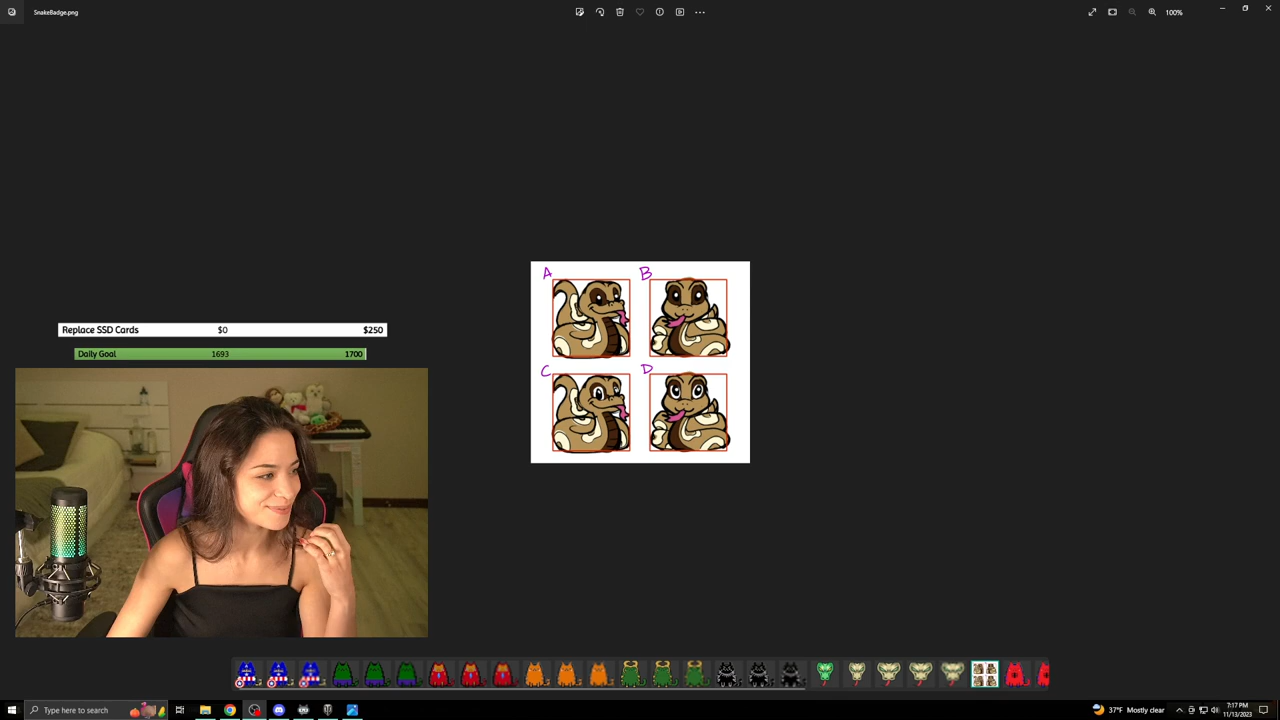 SnakeBadge.png
100%
A
B
C
D
Replace SSD Cards $0 $250
Daily Goal 1693 1700
Type here to search
37°F Mostly clear
7:17 PM
11/13/2023